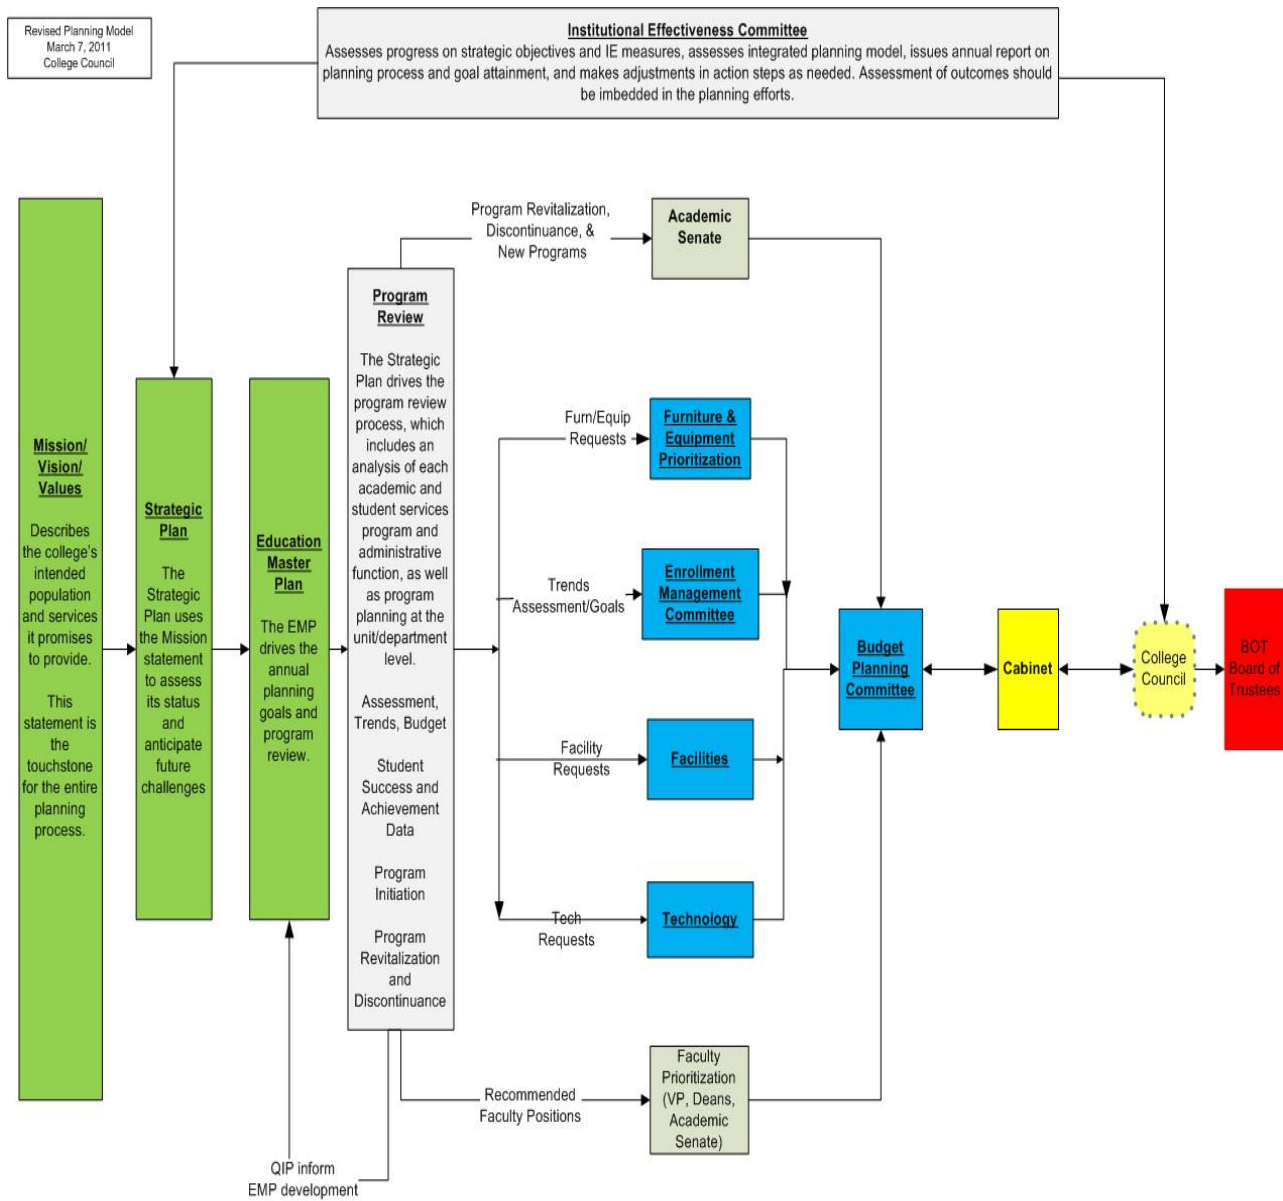 Revised Planning Model
March 7, 2011
College Council
Institutional Effectiveness Committee
Assesses progress on strategic objectives and IE measures, assesses integrated planning model, issues annual report on
planning process and goal attainment, and makes adjustments in action steps as needed. Assessment of outcomes should
be imbedded in the planning efforts.
Mission/
Vision/
Values
Describes
the college's
intended
population
and services
it promises
to provide.
This
statement is
the
touchstone
for the entire
planning
process.
Strategic
Plan
The
Strategic
Plan uses
the Mission
statement
to assess
its status
and
anticipate
future
challenges
Education
Master
Plan
The EMP
drives the
annual
planning
goals and
program
review.
Program
Review
The Strategic
Plan drives the
program review
process, which
includes an
analysis of each
academic and
student services
program and
administrative
function, as well
as program
planning at the
unit/department
level.
Assessment,
Trends, Budget
Student
Success and
Achievement
Data
Program
Initiation
Program
Revitalization
and
Discontinuance
QIP inform
EMP development
Program Revitalization,
Discontinuance, &
New Programs
Academic
Senate
Furn/Equip
Requests
Furniture &
Equipment
Prioritization
Trends
Assessment/Goals
Enrollment
Management
Committee
Facility
Requests
Facilities
Tech
Requests
Technology
Recommended
Faculty Positions
Faculty
Prioritization
(VP, Deans,
Academic
Senate)
Budget
Planning
Committee
Cabinet
College
Council
BOT
Board of
Trustees